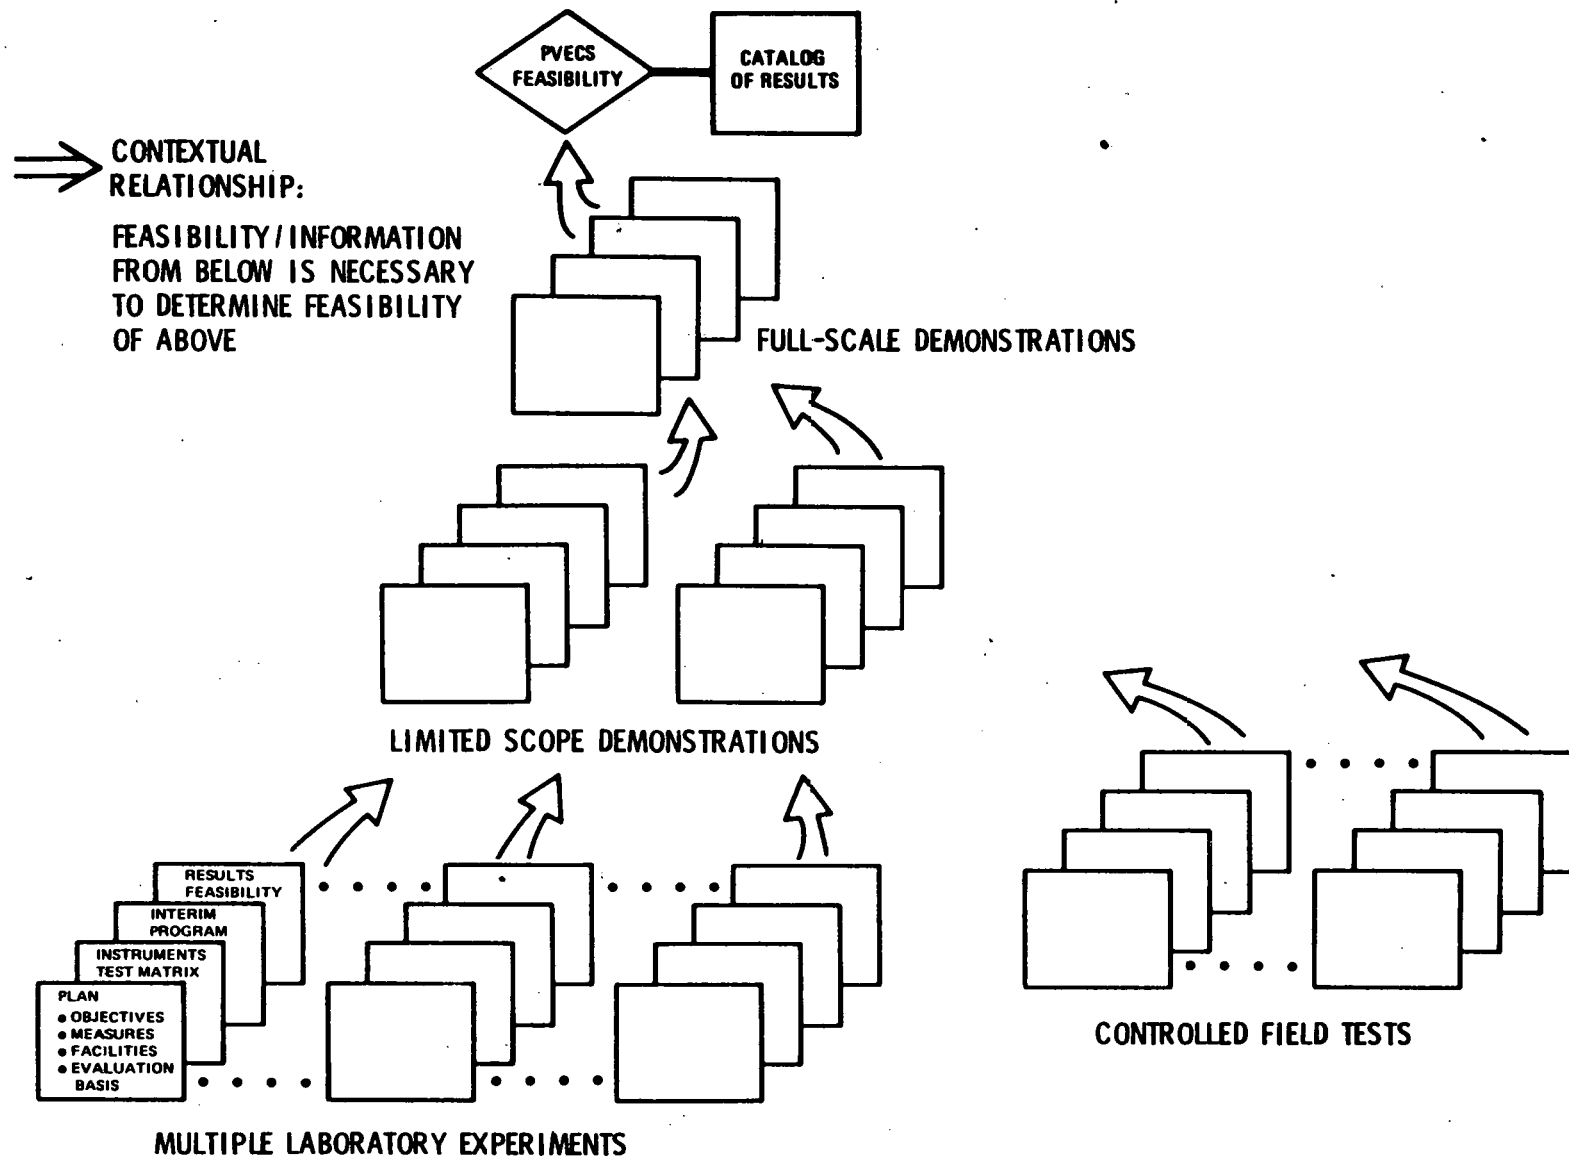 PVECS
FEASIBILITY
CATALOG
OF RESULTS
CONTEXTUAL
RELATIONSHIP:
FEASIBILITY/INFORMATION
FROM BELOW IS NECESSARY
TO DETERMINE FEASIBILITY
OF ABOVE
FULL-SCALE DEMONSTRATIONS
LIMITED SCOPE DEMONSTRATIONS
RESULTS
FEASIBILITY
INTERIM
PROGRAM
INSTRUMENTS
TEST MATRIX
PLAN
• OBJECTIVES
• MEASURES
• FACILITIES
• EVALUATION
BASIS
CONTROLLED FIELD TESTS
MULTIPLE LABORATORY EXPERIMENTS